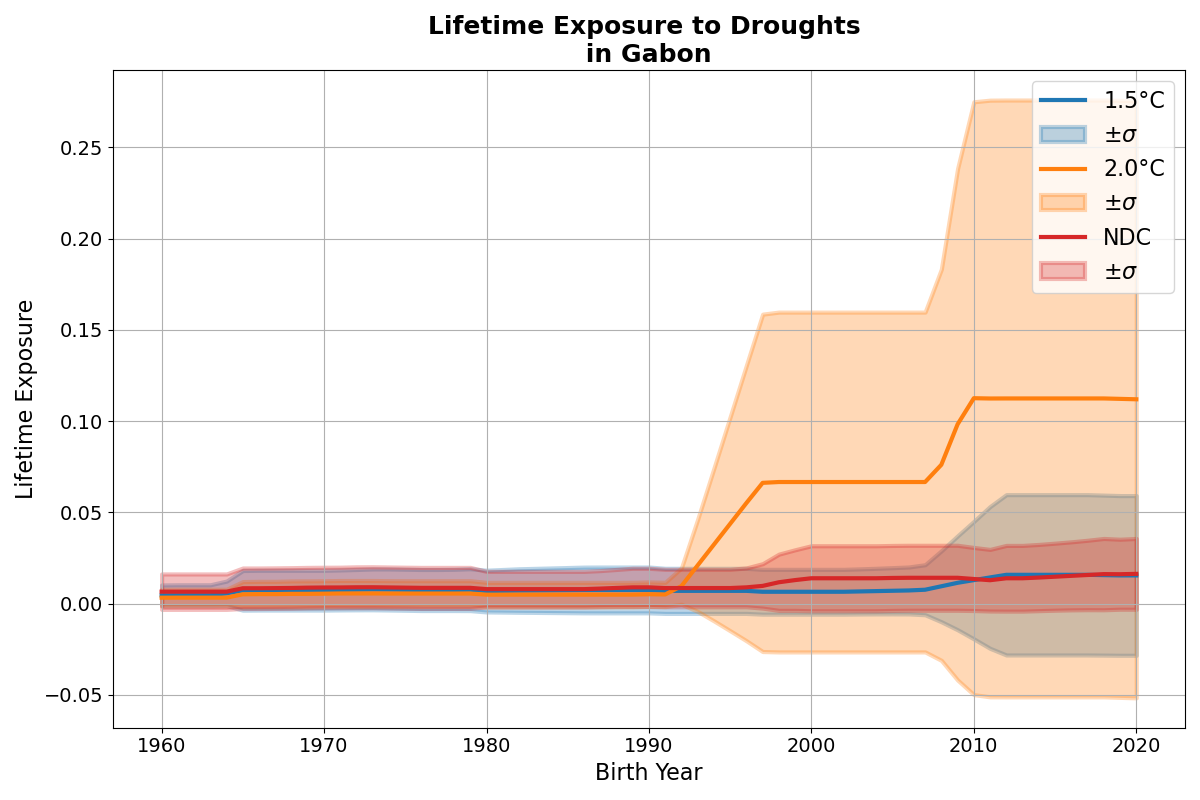 Lifetime Exposure to Droughts
in Gabon
Lifetime Exposure
0.25
0.20
0.15
0.10
0.05
0.00
−0.05
1.5°C
±σ
2.0°C
±σ
NDC
±σ
1960
1970
1980
1990
2000
2010
2020
Birth Year